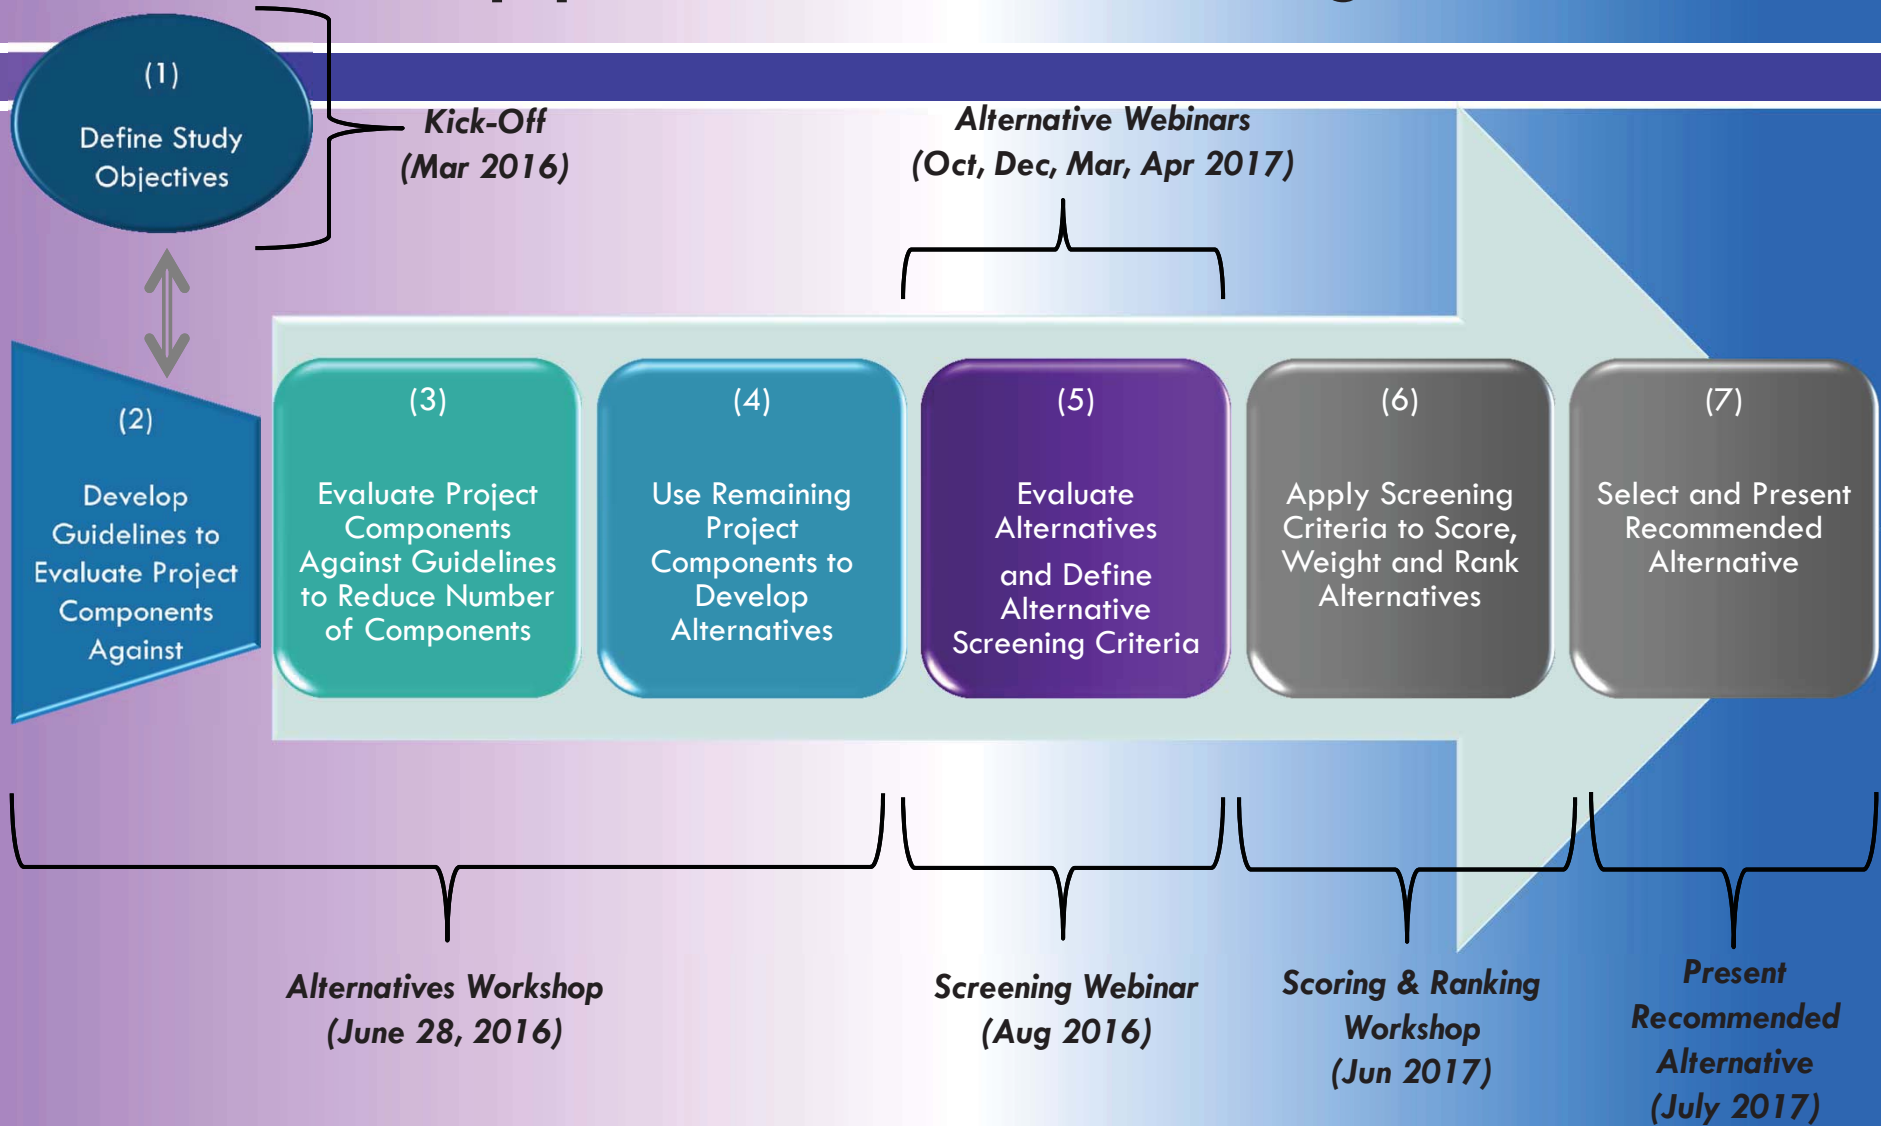 (1)
Define Study
Objectives
Kick-Off
(Mar 2016)
Alternative Webinars
(Oct, Dec, Mar, Apr 2017)
(2)
Develop
Guidelines to
Evaluate Project
Components
Against
(3)
Evaluate Project
Components
Against Guidelines
to Reduce Number
of Components
(4)
Use Remaining
Project
Components to
Develop
Alternatives
(5)
Evaluate
Alternatives
and Define
Alternative
Screening Criteria
(6)
Apply Screening
Criteria to Score,
Weight and Rank
Alternatives
(7)
Select and Present
Recommended
Alternative
Alternatives Workshop
(June 28, 2016)
Screening Webinar
(Aug 2016)
Scoring & Ranking
Workshop
(Jun 2017)
Present
Recommended
Alternative
(July 2017)